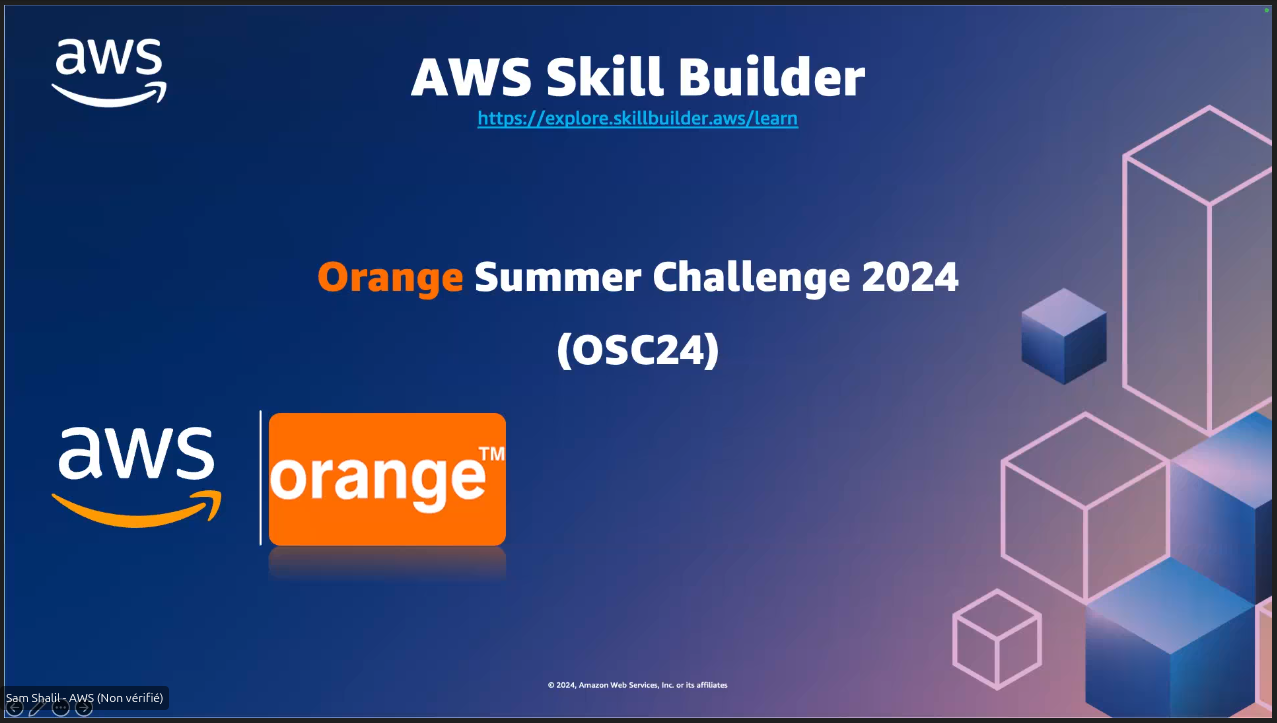 aws
AWS Skill Builder
https://explore.skillbuilder.aws/learn
Orange Summer Challenge 2024
(OSC24)
aws
orange™
© 2024, Amazon Web Services, Inc. or its affiliates
Sam Shalil - AWS (Non vérifié)